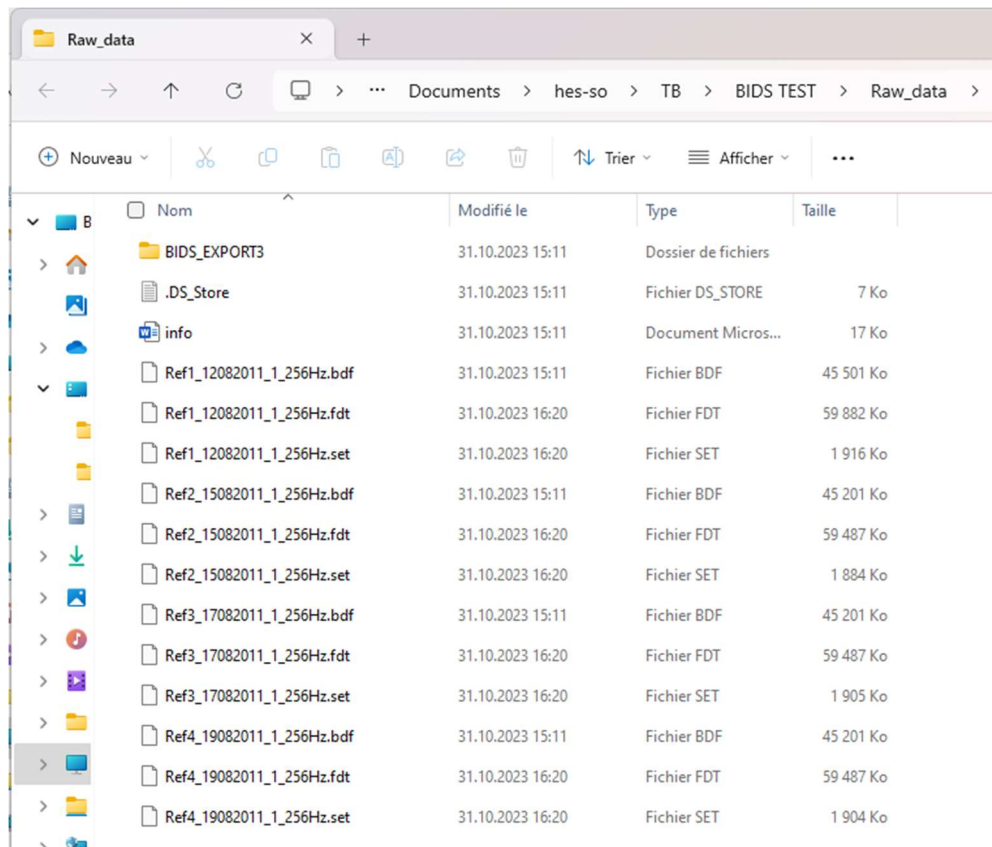 Raw_data
Documents > hes-so > TB > BIDS TEST > Raw_data >
Nouveau Trier Afficher
Nom Modifié le Type Taille
B
BIDS_EXPORT3 31.10.2023 15:11 Dossier de fichiers
.DS_Store 31.10.2023 15:11 Fichier DS_STORE 7 Ko
info 31.10.2023 15:11 Document Micros... 17 Ko
Ref1_12082011_1_256Hz.bdf 31.10.2023 15:11 Fichier BDF 45 501 Ko
Ref1_12082011_1_256Hz.fdt 31.10.2023 16:20 Fichier FDT 59 882 Ko
Ref1_12082011_1_256Hz.set 31.10.2023 16:20 Fichier SET 1 916 Ko
Ref2_15082011_1_256Hz.bdf 31.10.2023 15:11 Fichier BDF 45 201 Ko
Ref2_15082011_1_256Hz.fdt 31.10.2023 16:20 Fichier FDT 59 487 Ko
Ref2_15082011_1_256Hz.set 31.10.2023 16:20 Fichier SET 1 884 Ko
Ref3_17082011_1_256Hz.bdf 31.10.2023 15:11 Fichier BDF 45 201 Ko
Ref3_17082011_1_256Hz.fdt 31.10.2023 16:20 Fichier FDT 59 487 Ko
Ref3_17082011_1_256Hz.set 31.10.2023 16:20 Fichier SET 1 905 Ko
Ref4_19082011_1_256Hz.bdf 31.10.2023 15:11 Fichier BDF 45 201 Ko
Ref4_19082011_1_256Hz.fdt 31.10.2023 16:20 Fichier FDT 59 487 Ko
Ref4_19082011_1_256Hz.set 31.10.2023 16:20 Fichier SET 1 904 Ko